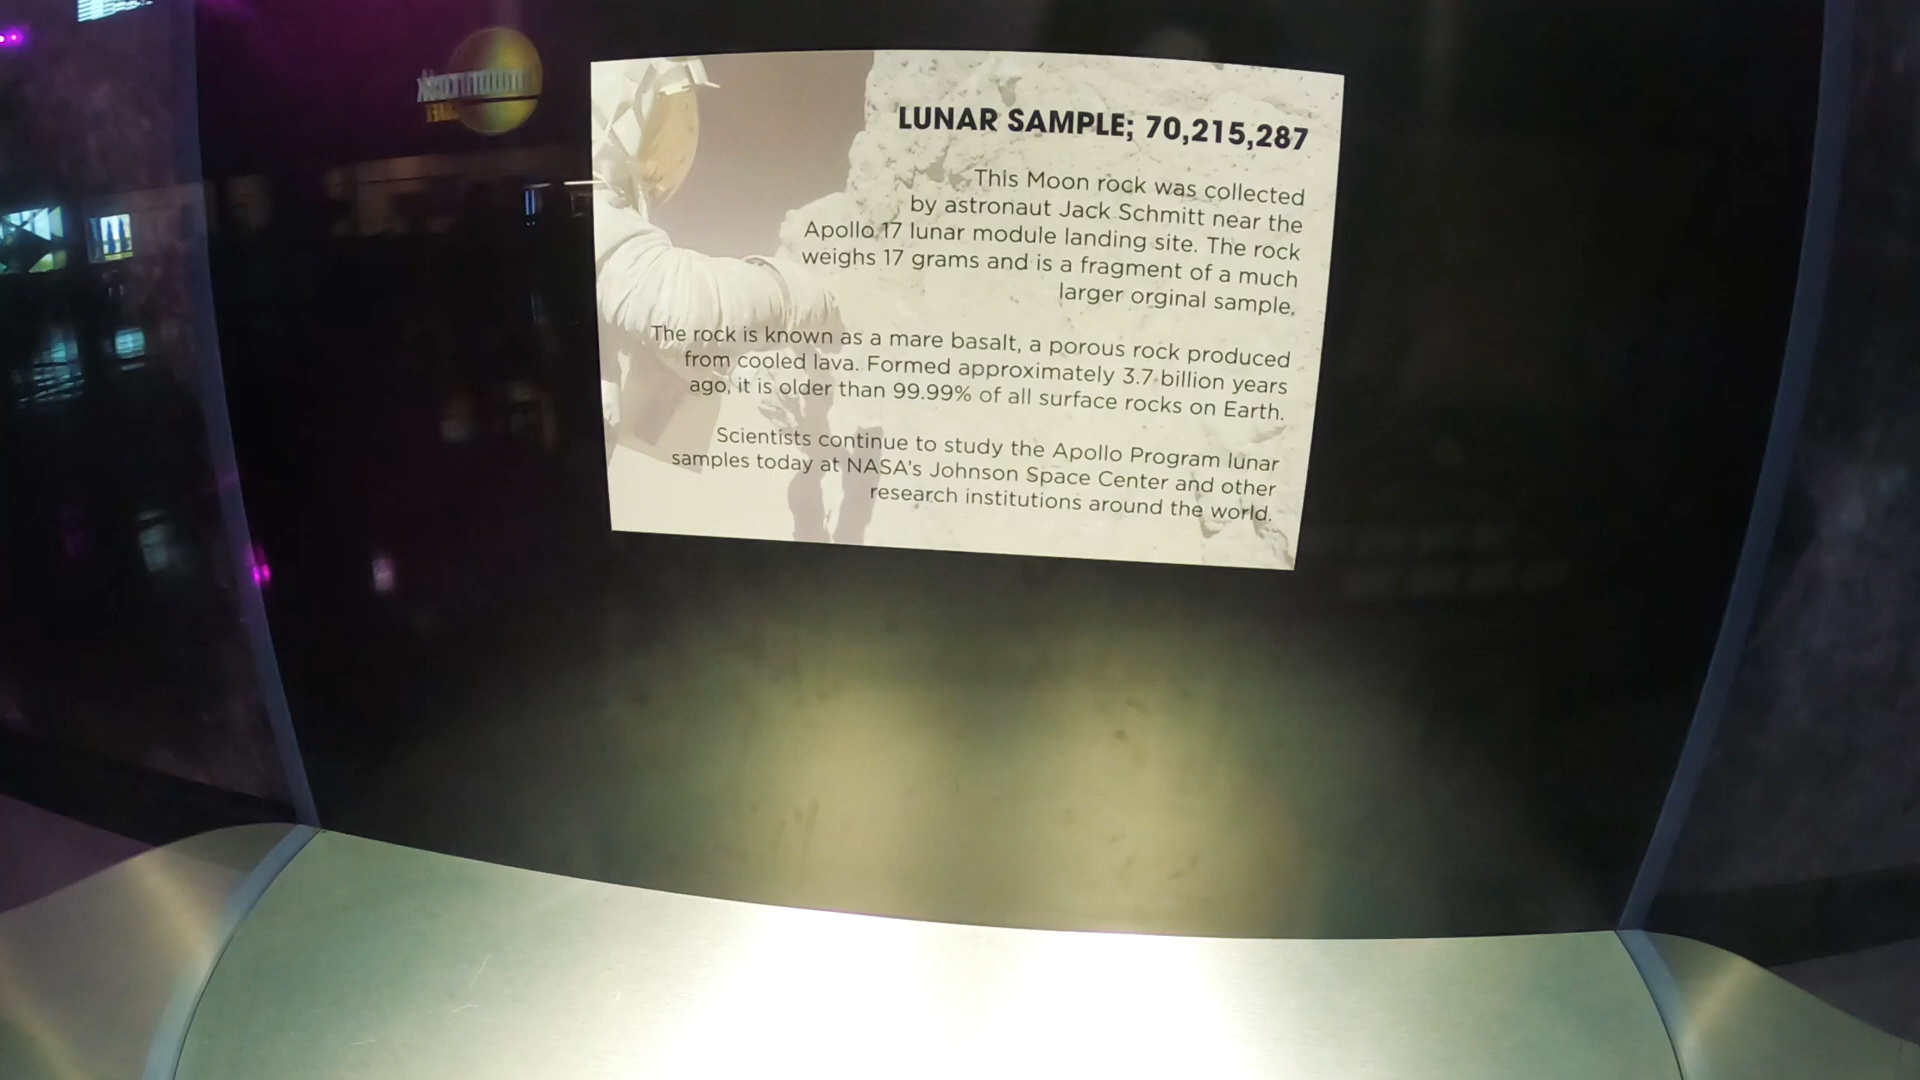 LUNAR SAMPLE; 70,215,287
This Moon rock was collected
by astronaut Jack Schmitt near the
Apollo 17 lunar module landing site. The rock
weighs 17 grams and is a fragment of a much
larger orginal sample.
The rock is known as a mare basalt, a porous rock produced
from cooled lava. Formed approximately 3.7 billion years
ago, it is older than 99.99% of all surface rocks on Earth.
Scientists continue to study the Apollo Program lunar
samples today at NASA's Johnson Space Center and other
research institutions around the world.